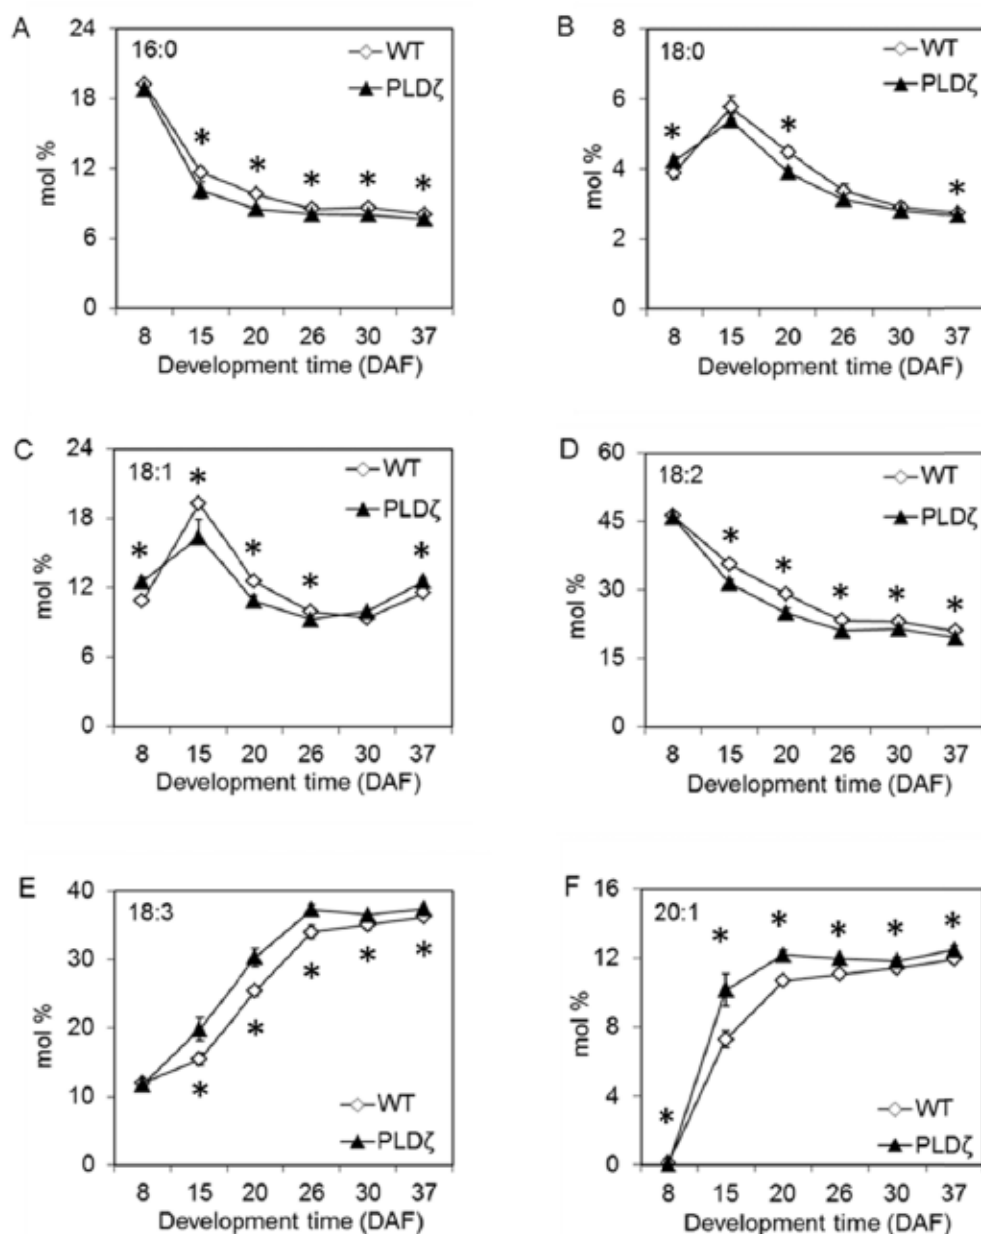 A
24
18
12
6
0
mol %
16:0
WT
PLDζ
* * * * *
8 15 20 26 30 37
Development time (DAF)
B
8
6
4
2
0
mol %
18:0
WT
PLDζ
* * *
8 15 20 26 30 37
Development time (DAF)
C
24
18
12
6
0
mol %
18:1
WT
PLDζ
* * * * *
8 15 20 26 30 37
Development time (DAF)
D
60
45
30
15
0
mol %
18:2
WT
PLDζ
* * * * *
8 15 20 26 30 37
Development time (DAF)
E
40
30
20
10
0
mol %
18:3
* * * * *
WT
PLDζ
8 15 20 26 30 37
Development time (DAF)
F
16
12
8
4
0
mol %
20:1
* * * * * *
WT
PLDζ
8 15 20 26 30 37
Development time (DAF)